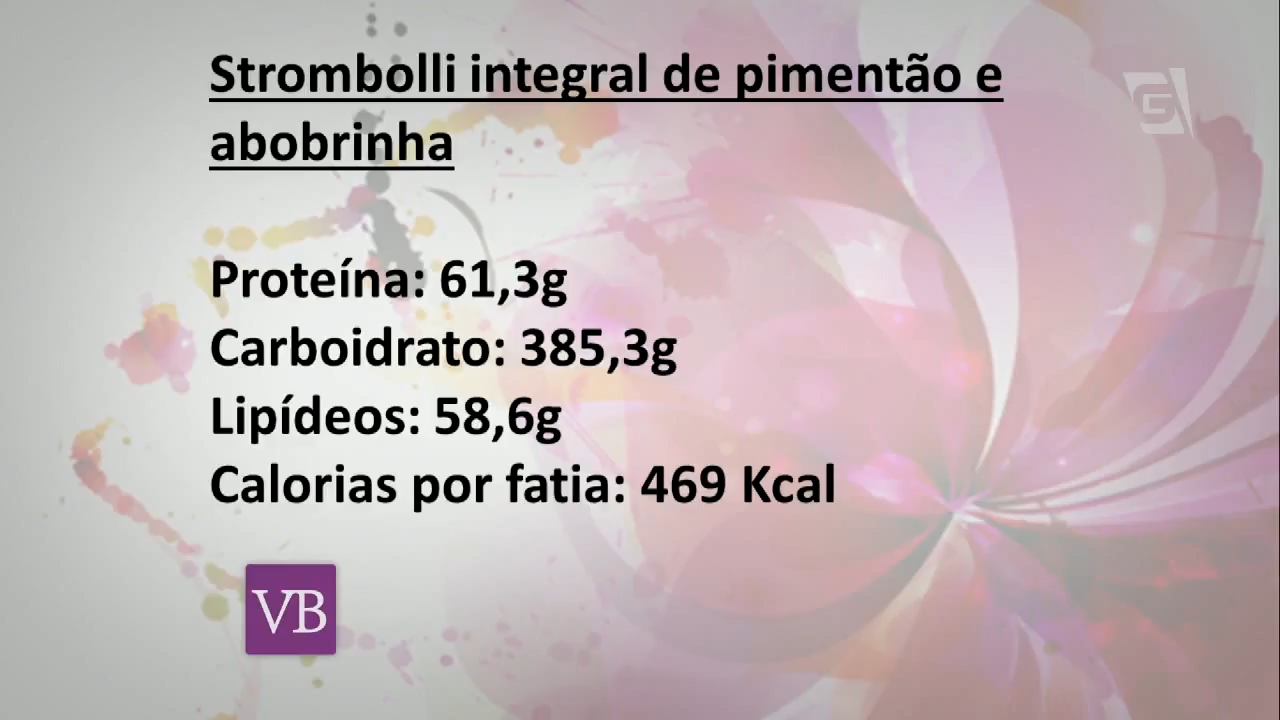 Strombolli integral de pimentão e
abobrinha
Proteína: 61,3g
Carboidrato: 385,3g
Lipídeos: 58,6g
Calorias por fatia: 469 Kcal
VB